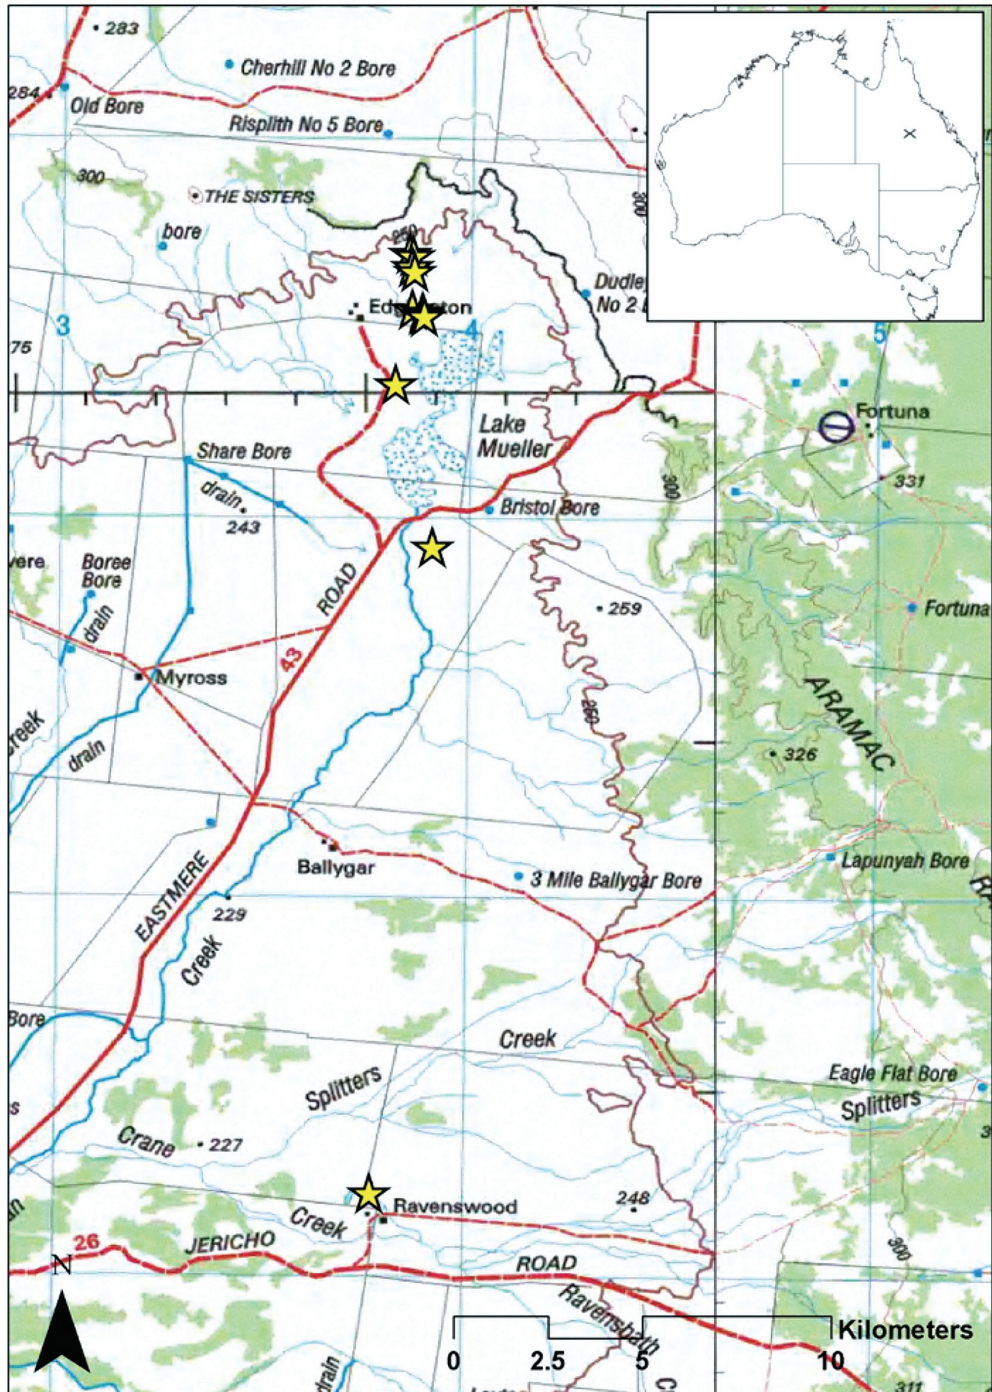 283
Cherhill No 2 Bore
284
Old Bore
Risplith No 5 Bore
300
THE SISTERS
300
bore
250
Dudley
No 2
3
4
5
75
Lake
Mueller
Fortuna
331
Share Bore
drain
243
300
Bristol Bore
vere
Boree
Bore
drain
ROAD
259
Fortuna
43
Myross
250
ARAMAC
reek
drain
326
Ballygar
Lapunyah Bore
3 Mile Ballygar Bore
EASTMERE
229
Creek
Bore
Creek
Splitters
Eagle Flat Bore
Splitters
Crane
227
Ravenswood
248
Creek
26
JERICHO
ROAD
300
N
Ravensbath
Kilometers
0 2.5 5 10
drain
311